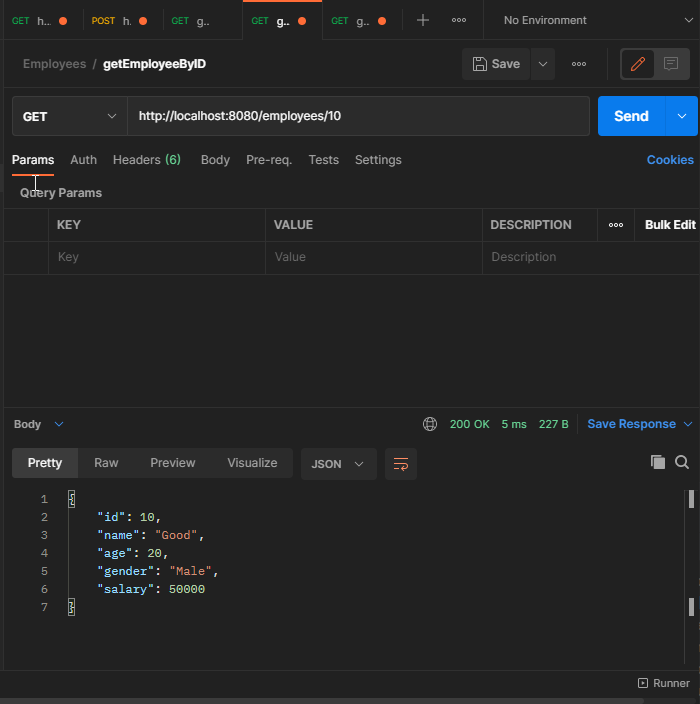 GET h... POST h. GET g.. GET g.. GET g.. No Environment
Employees / getEmployeeByID Save
GET http://localhost:8080/employees/10 Send
Params Auth Headers (6) Body Pre-req. Tests Settings Cookies
Query Params
KEY VALUE DESCRIPTION Bulk Edit
Key Value Description
Body 200 OK 5 ms 227 B Save Response
Pretty Raw Preview Visualize JSON
1 {
2 "id": 10,
3 "name": "Good",
4 "age": 20,
5 "gender": "Male",
6 "salary": 50000
7 }
Runner